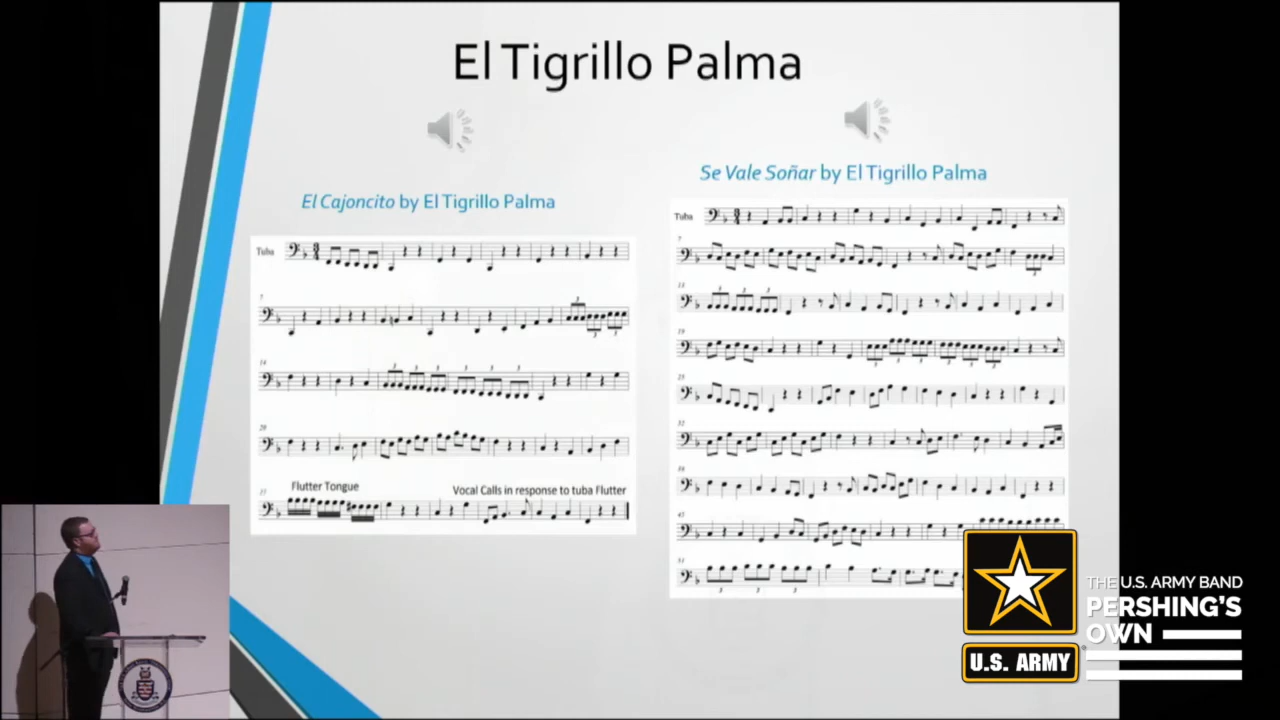 El Tigrillo Palma
El Cajoncito by El Tigrillo Palma
Tuba
Flutter Tongue
Vocal Calls in response to tuba Flutter
Se Vale Soñar by El Tigrillo Palma
Tuba
THE U.S. ARMY BAND
PERSHING'S
OWN
U.S. ARMY